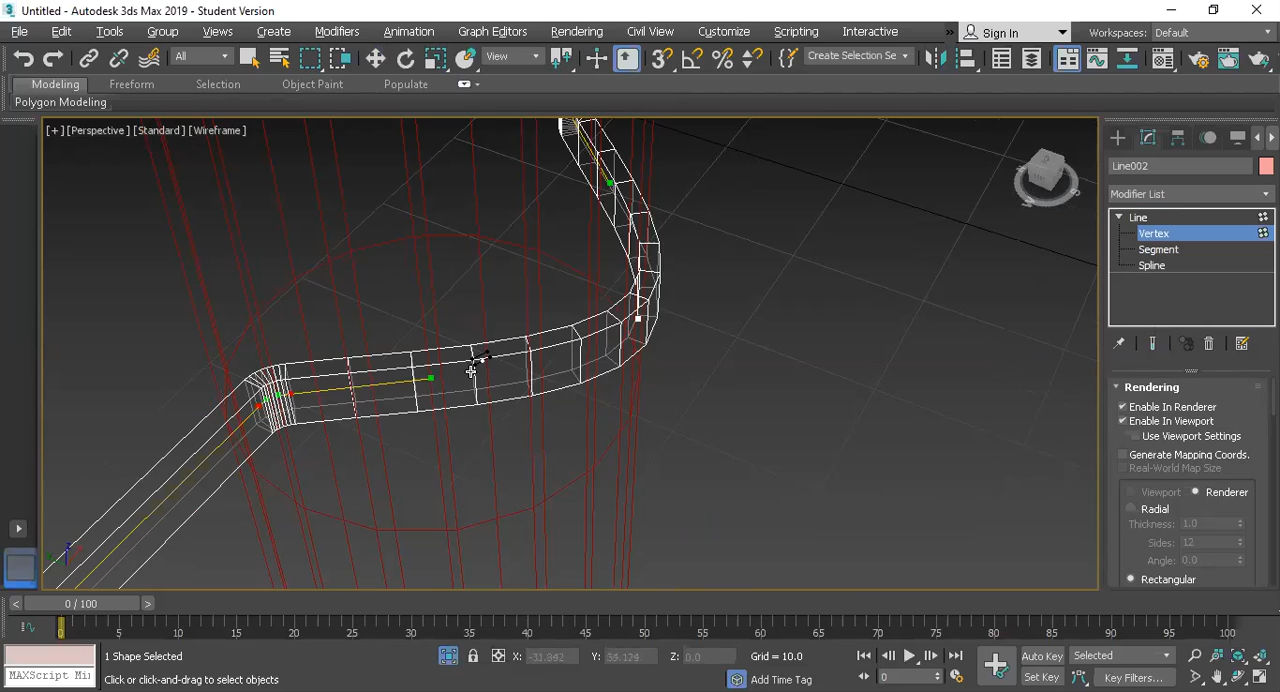 Untitled - Autodesk 3ds Max 2019 - Student Version
File Edit Tools Group Views Create Modifiers Animation Graph Editors Rendering Civil View Customize Scripting Interactive » Sign In Workspaces: Default
All View Create Selection Se
Modeling Freeform Selection Object Paint Populate
Polygon Modeling
[+] [Perspective] [Standard] [Wireframe]
Line002
Modifier List
Line
Vertex
Segment
Spline
Rendering
Enable In Renderer
Enable In Viewport
Use Viewport Settings
Generate Mapping Coords.
Real-World Map Size
Viewport Renderer
Radial
Thickness: 1.0
Sides: 12
Angle: 0.0
Rectangular
< 0 / 100 >
0 5 10 15 20 25 30 35 40 45 50 55 60 65 70 75 80 85 90 95 100
1 Shape Selected X: -31.842 Y: Z: 0.0 Grid = 10.0 Auto Key Selected
MAXScript Mi Click or click-and-drag to select objects Add Time Tag 0 Set Key Key Filters...